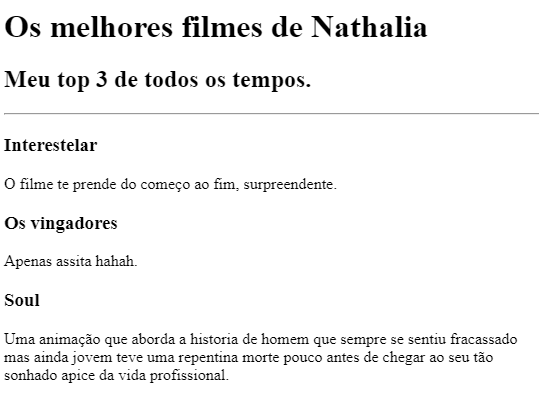 Os melhores filmes de Nathalia
Meu top 3 de todos os tempos.
Interestelar
O filme te prende do começo ao fim, surpreendente.
Os vingadores
Apenas assita hahah.
Soul
Uma animação que aborda a historia de homem que sempre se sentiu fracassado
mas ainda jovem teve uma repentina morte pouco antes de chegar ao seu tão
sonhado apice da vida profissional.